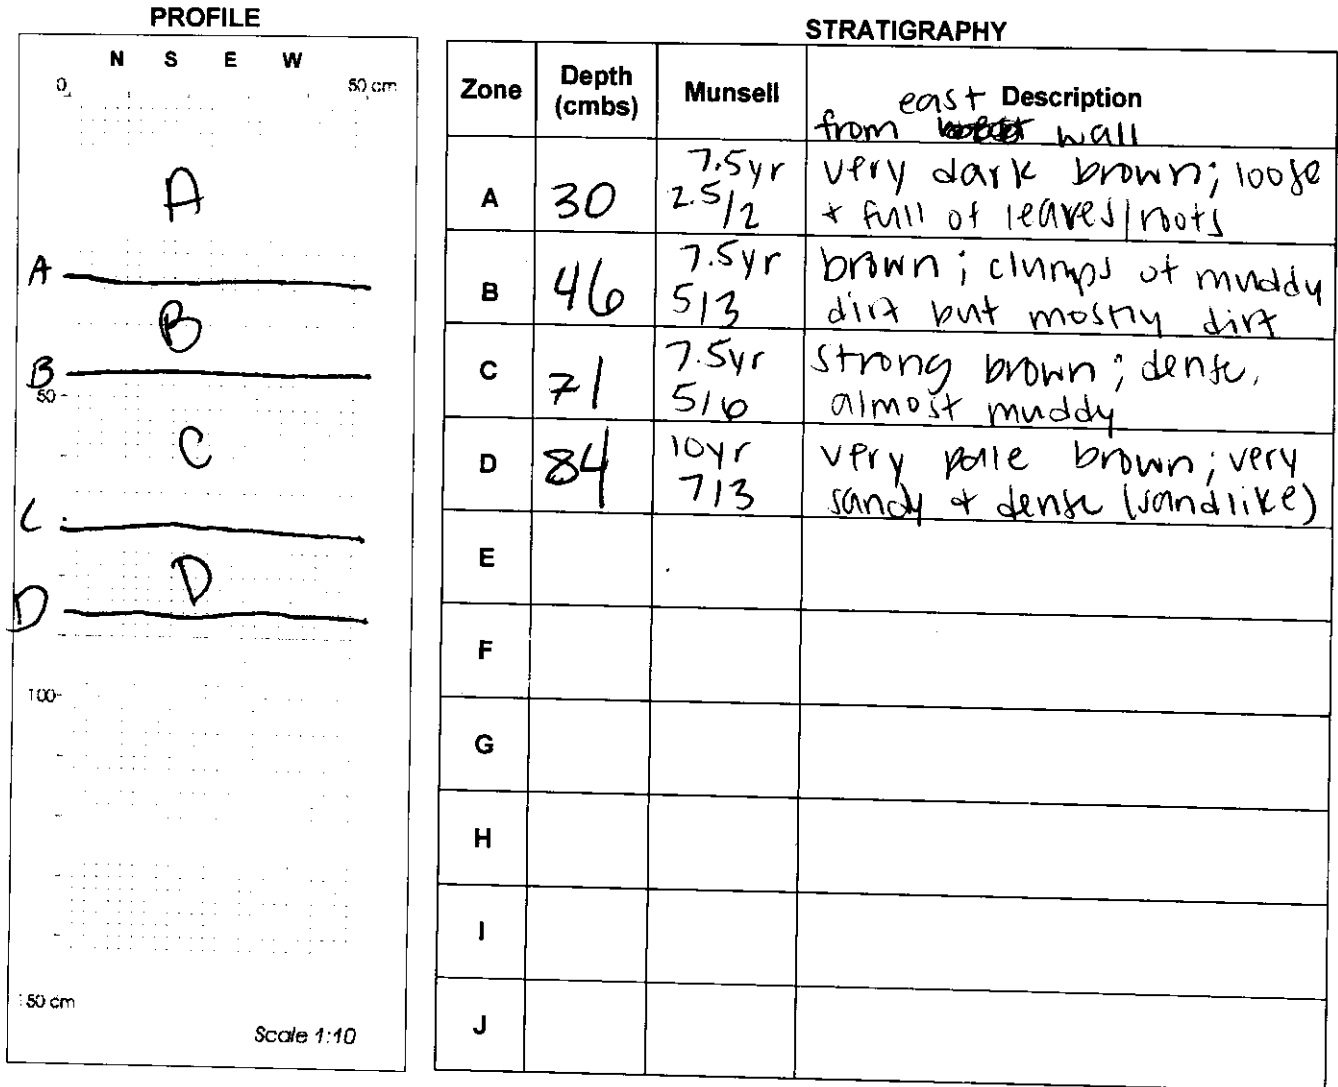 PROFILE
N S E W
0 50 cm
A
A
B
B
50
C
C
D
D
100
150 cm
Scale 1:10
STRATIGRAPHY
Zone Depth (cmbs) Munsell Description
east
from wall
A 30 7.5yr 2.5/2 very dark brown; loose
+ full of leaves/roots
B 46 7.5yr 5/3 brown; clumps of muddy
dirt but mostly dirt
C 71 7.5yr 5/6 strong brown; dense,
almost muddy
D 84 10yr 7/3 very pale brown; very
sandy + dense (sandlike)
E
F
G
H
I
J